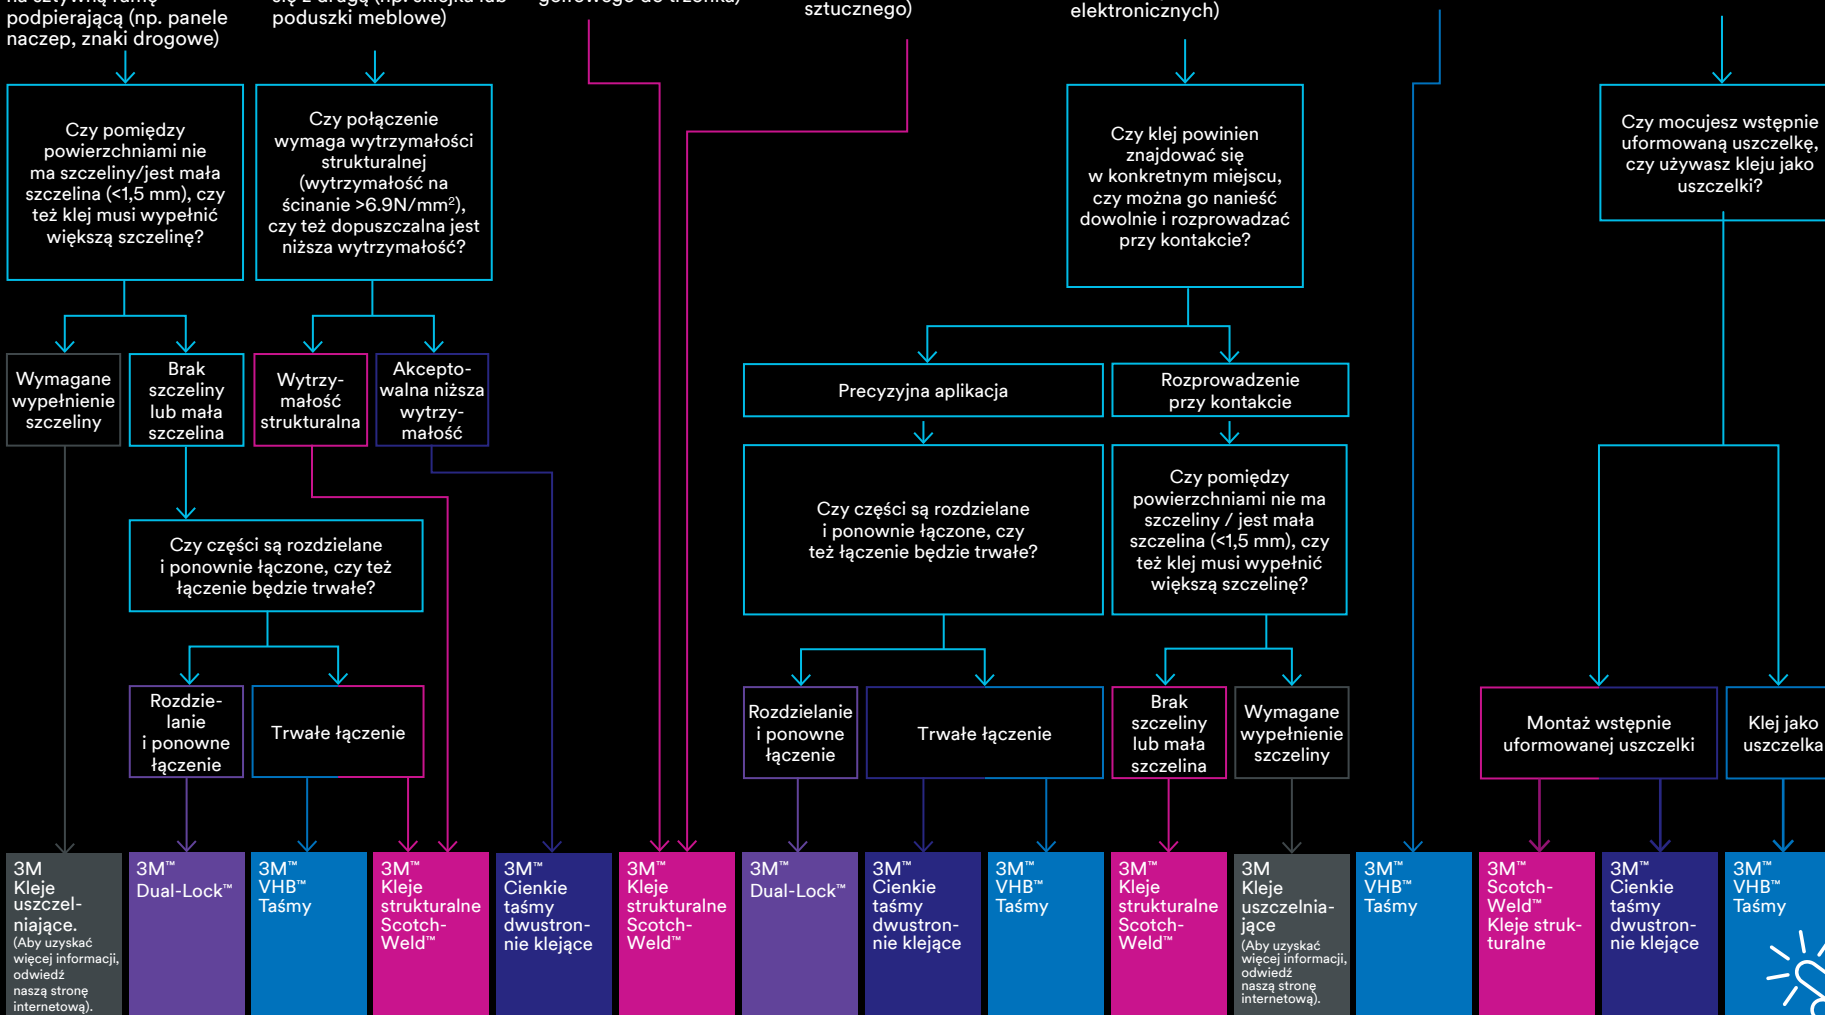 podpierającą (np. panele
naczep, znaki drogowe)
poduszki meblowe)
sztucznego)
elektronicznych)
Czy pomiędzy
powierzchniami nie
ma szczeliny/jest mała
szczelina (<1,5 mm), czy
też klej musi wypełnić
większą szczelinę?
Czy połączenie
wymaga wytrzymałości
strukturalnej
(wytrzymałość na
ścinanie >6.9N/mm²),
czy też dopuszczalna jest
niższa wytrzymałość?
Czy klej powinien
znajdować się
w konkretnym miejscu,
czy można go nanieść
dowolnie i rozprowadzać
przy kontakcie?
Czy mocujesz wstępnie
uformowaną uszczelkę,
czy używasz kleju jako
uszczelki?
Wymagane
wypełnienie
szczeliny
Brak
szczeliny
lub mała
szczelina
Wytrzy-
małość
strukturalna
Akcepto-
walna niższa
wytrzy-
małość
Precyzyjna aplikacja
Rozprowadzenie
przy kontakcie
Czy części są rozdzielane
i ponownie łączone, czy też
łączenie będzie trwałe?
Czy części są rozdzielane
i ponownie łączone, czy
też łączenie będzie trwałe?
Czy pomiędzy
powierzchniami nie ma
szczeliny / jest mała
szczelina (<1,5 mm), czy
też klej musi wypełnić
większą szczelinę?
Rozdzie-
lanie
i ponowne
łączenie
Trwałe łączenie
Rozdzielanie
i ponowne
łączenie
Trwałe łączenie
Brak
szczeliny
lub mała
szczelina
Wymagane
wypełnienie
szczeliny
Montaż wstępnie
uformowanej uszczelki
Klej jako
uszczelka
3M
Kleje
uszczel-
niające.
(Aby uzyskać
więcej informacji,
odwiedź
naszą stronę
internetową).
3M™
Dual-Lock™
3M™
VHB™
Taśmy
3M™
Kleje
strukturalne
Scotch-
Weld™
3M™
Cienkie
taśmy
dwustron-
nie klejące
3M™
Kleje
strukturalne
Scotch-
Weld™
3M™
Dual-Lock™
3M™
Cienkie
taśmy
dwustron-
nie klejące
3M™
VHB™
Taśmy
3M™
Kleje
strukturalne
Scotch-
Weld™
3M
Kleje
uszczelnia-
jące
(Aby uzyskać
więcej informacji,
odwiedź
naszą stronę
internetową).
3M™
VHB™
Taśmy
3M™
Scotch-
Weld™
Kleje struk-
turalne
3M™
Cienkie
taśmy
dwustron-
nie klejące
3M™
VHB™
Taśmy